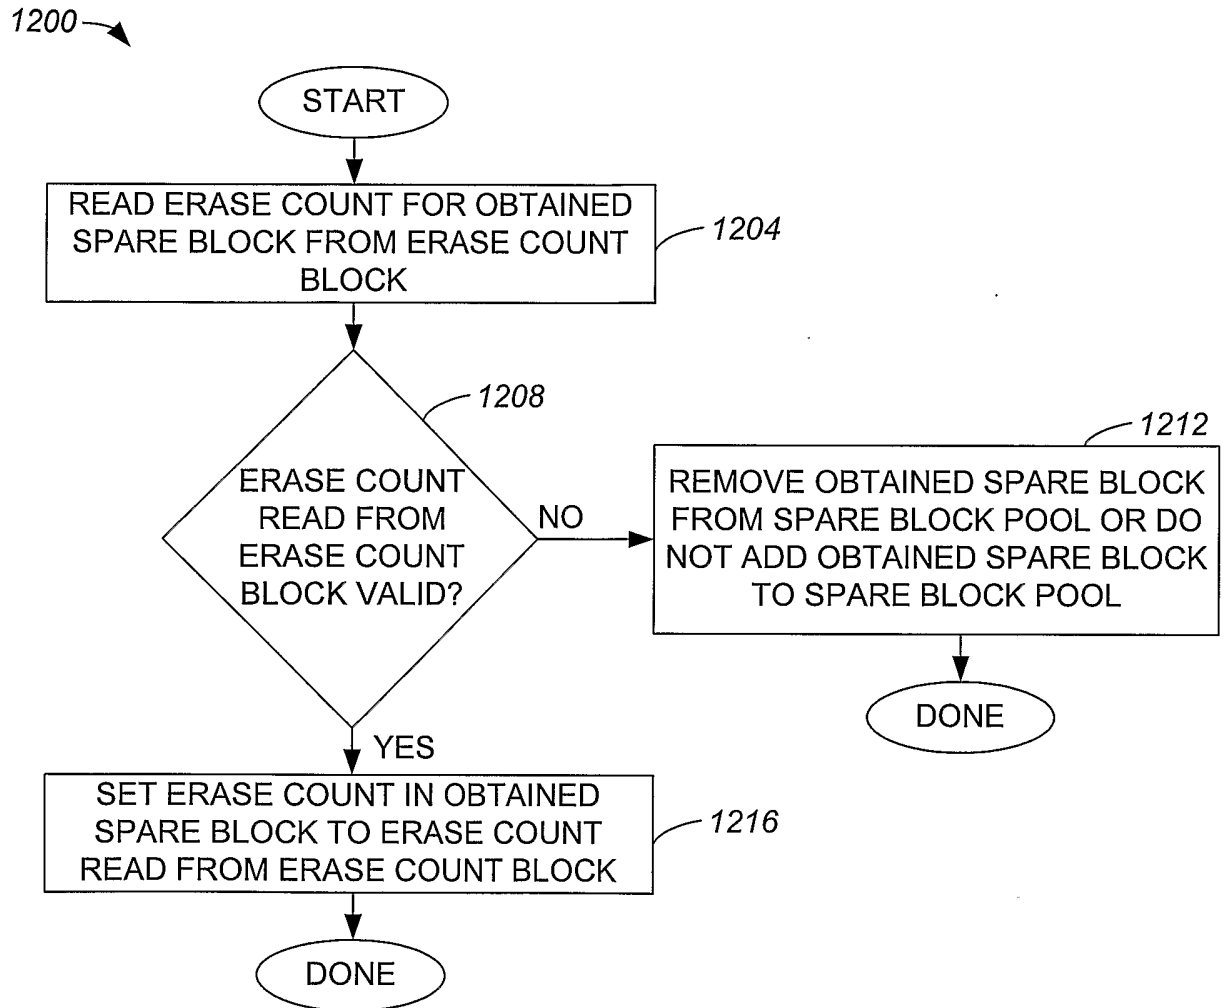 1200
START
READ ERASE COUNT FOR OBTAINED
SPARE BLOCK FROM ERASE COUNT
BLOCK
1204
1208
ERASE COUNT
READ FROM
ERASE COUNT
BLOCK VALID?
NO
1212
REMOVE OBTAINED SPARE BLOCK
FROM SPARE BLOCK POOL OR DO
NOT ADD OBTAINED SPARE BLOCK
TO SPARE BLOCK POOL
DONE
YES
SET ERASE COUNT IN OBTAINED
SPARE BLOCK TO ERASE COUNT
READ FROM ERASE COUNT BLOCK
1216
DONE